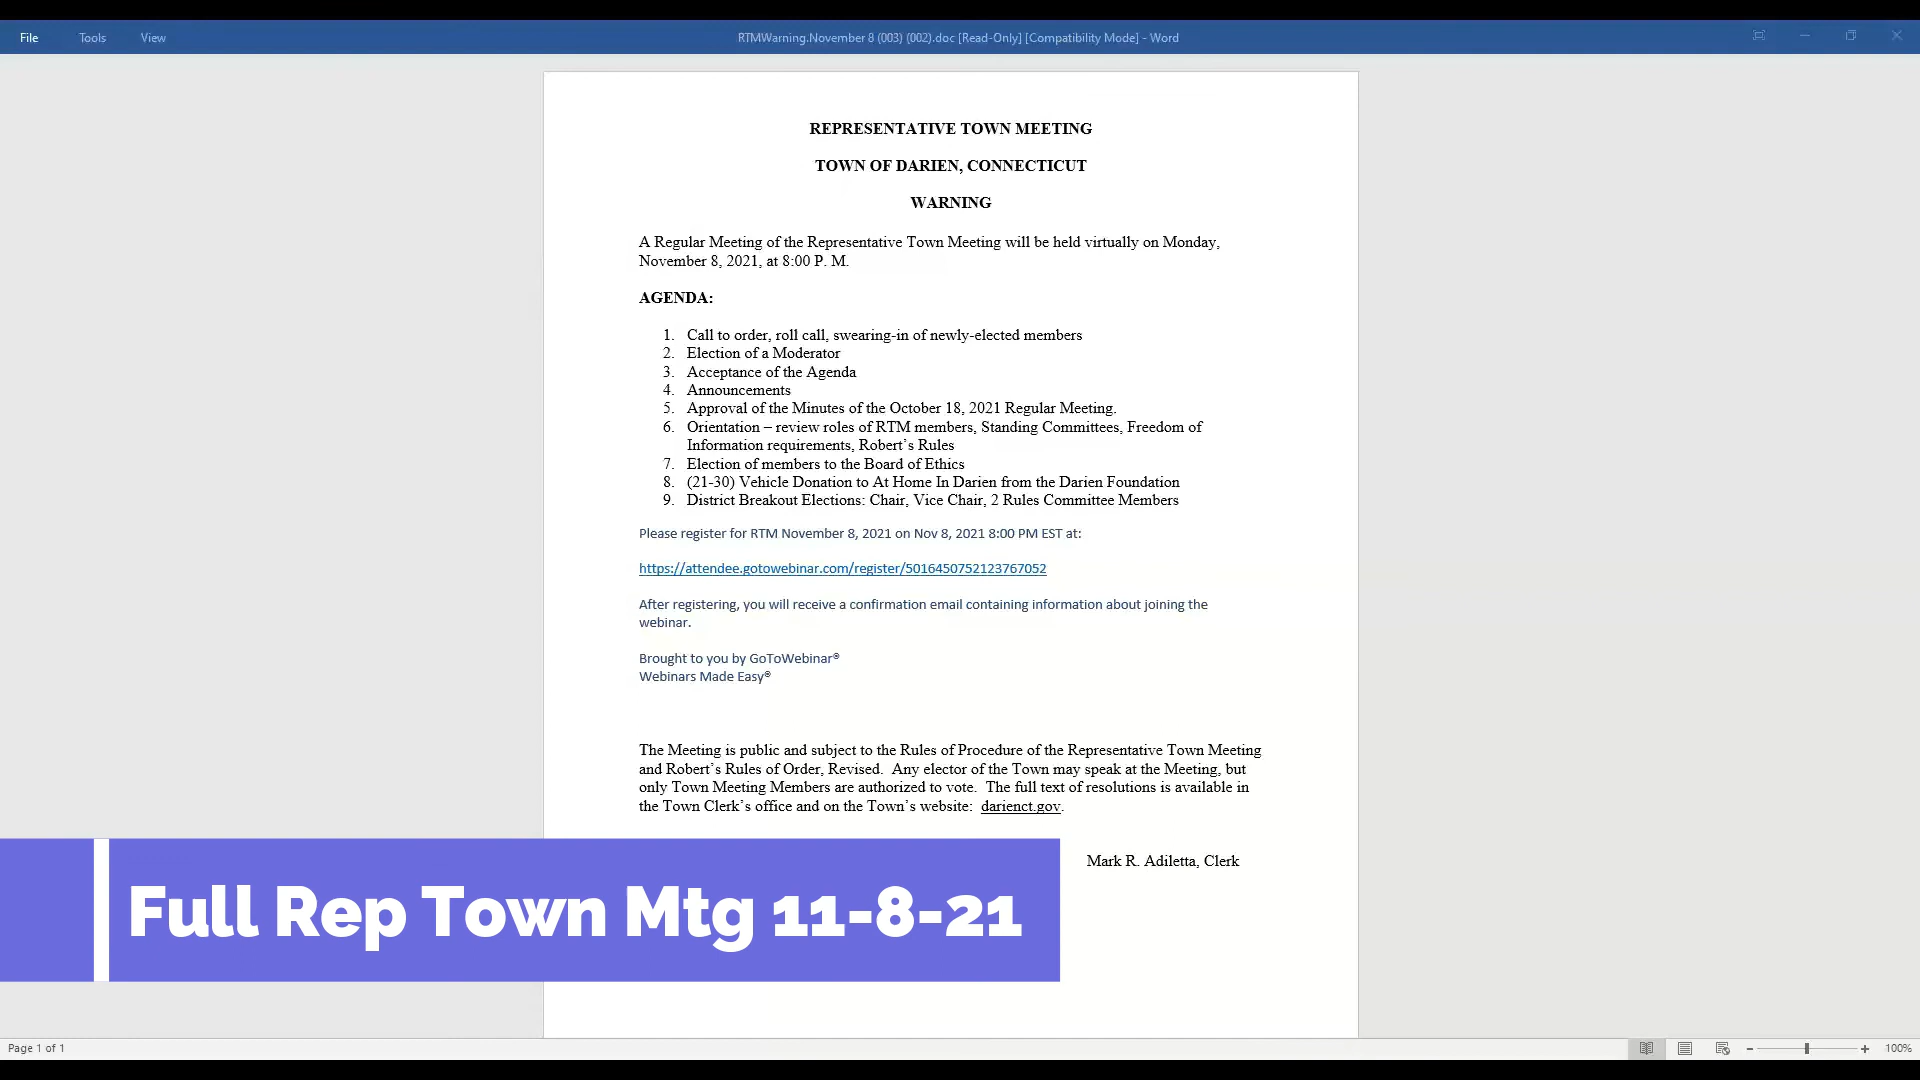 File Tools View RTMWarning.November 8 (003) (002).doc [Read-Only] [Compatibility Mode] - Word
REPRESENTATIVE TOWN MEETING
TOWN OF DARIEN, CONNECTICUT
WARNING
A Regular Meeting of the Representative Town Meeting will be held virtually on Monday,
November 8, 2021, at 8:00 P. M.
AGENDA:
1. Call to order, roll call, swearing-in of newly-elected members
2. Election of a Moderator
3. Acceptance of the Agenda
4. Announcements
5. Approval of the Minutes of the October 18, 2021 Regular Meeting.
6. Orientation – review roles of RTM members, Standing Committees, Freedom of
Information requirements, Robert's Rules
7. Election of members to the Board of Ethics
8. (21-30) Vehicle Donation to At Home In Darien from the Darien Foundation
9. District Breakout Elections: Chair, Vice Chair, 2 Rules Committee Members
Please register for RTM November 8, 2021 on Nov 8, 2021 8:00 PM EST at:
https://attendee.gotowebinar.com/register/5016450752123767052
After registering, you will receive a confirmation email containing information about joining the
webinar.
Brought to you by GoToWebinar®
Webinars Made Easy®
The Meeting is public and subject to the Rules of Procedure of the Representative Town Meeting
and Robert's Rules of Order, Revised.  Any elector of the Town may speak at the Meeting, but
only Town Meeting Members are authorized to vote.  The full text of resolutions is available in
the Town Clerk's office and on the Town's website:  darienct.gov.
Mark R. Adiletta, Clerk
Full Rep Town Mtg 11-8-21
Page 1 of 1
100%